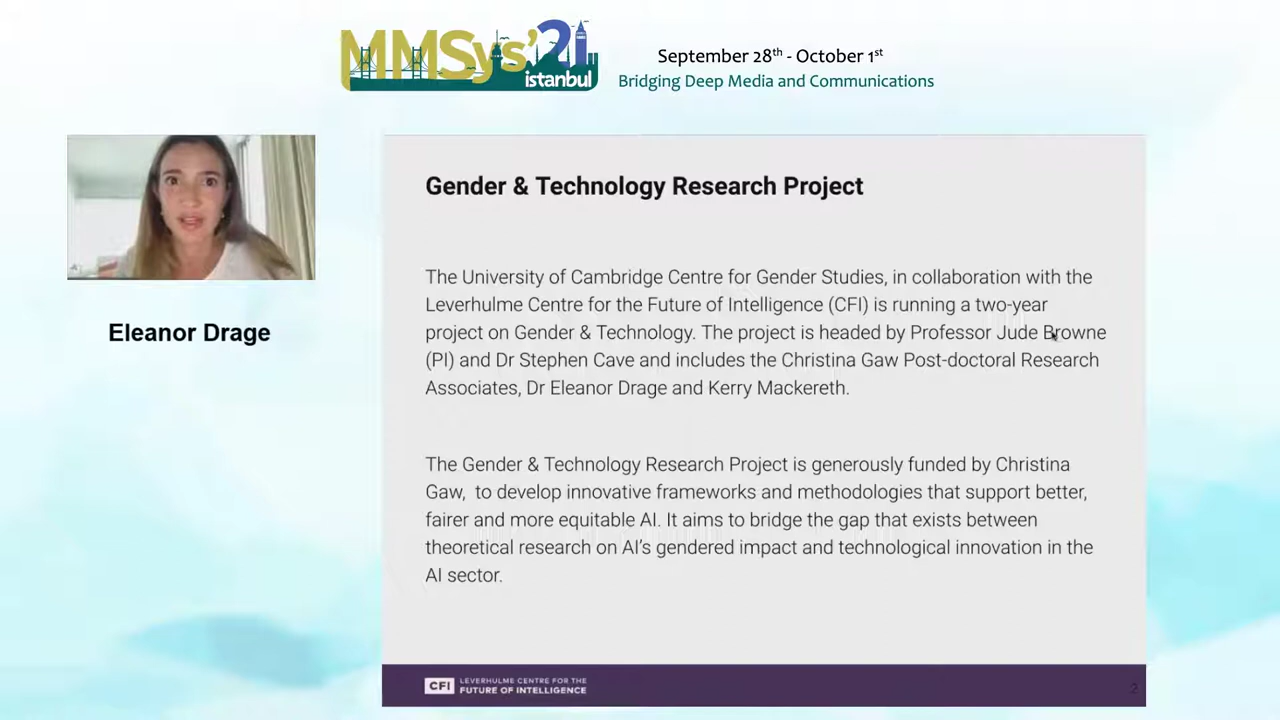 MMSys'21
istanbul
September 28th - October 1st
Bridging Deep Media and Communications
Eleanor Drage
Gender & Technology Research Project
The University of Cambridge Centre for Gender Studies, in collaboration with the
Leverhulme Centre for the Future of Intelligence (CFI) is running a two-year
project on Gender & Technology. The project is headed by Professor Jude Browne
(PI) and Dr Stephen Cave and includes the Christina Gaw Post-doctoral Research
Associates, Dr Eleanor Drage and Kerry Mackereth.
The Gender & Technology Research Project is generously funded by Christina
Gaw,  to develop innovative frameworks and methodologies that support better,
fairer and more equitable AI. It aims to bridge the gap that exists between
theoretical research on AI's gendered impact and technological innovation in the
AI sector.
CFI LEVERHULME CENTRE FOR THE
FUTURE OF INTELLIGENCE
2